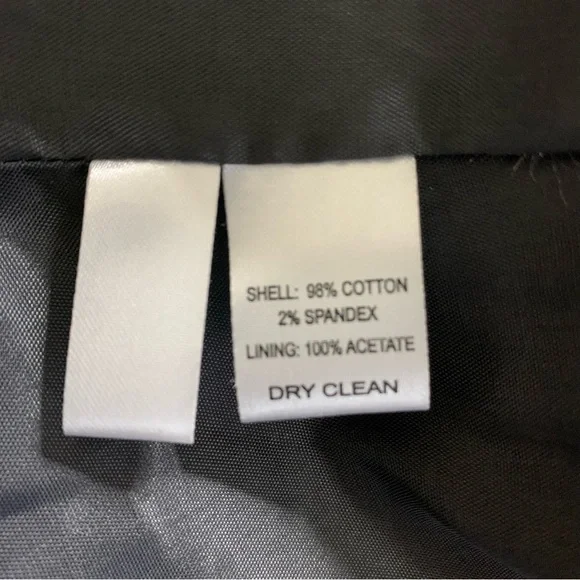 SHELL: 98% COTTON
2% SPANDEX
LINING: 100% ACETATE
DRY CLEAN